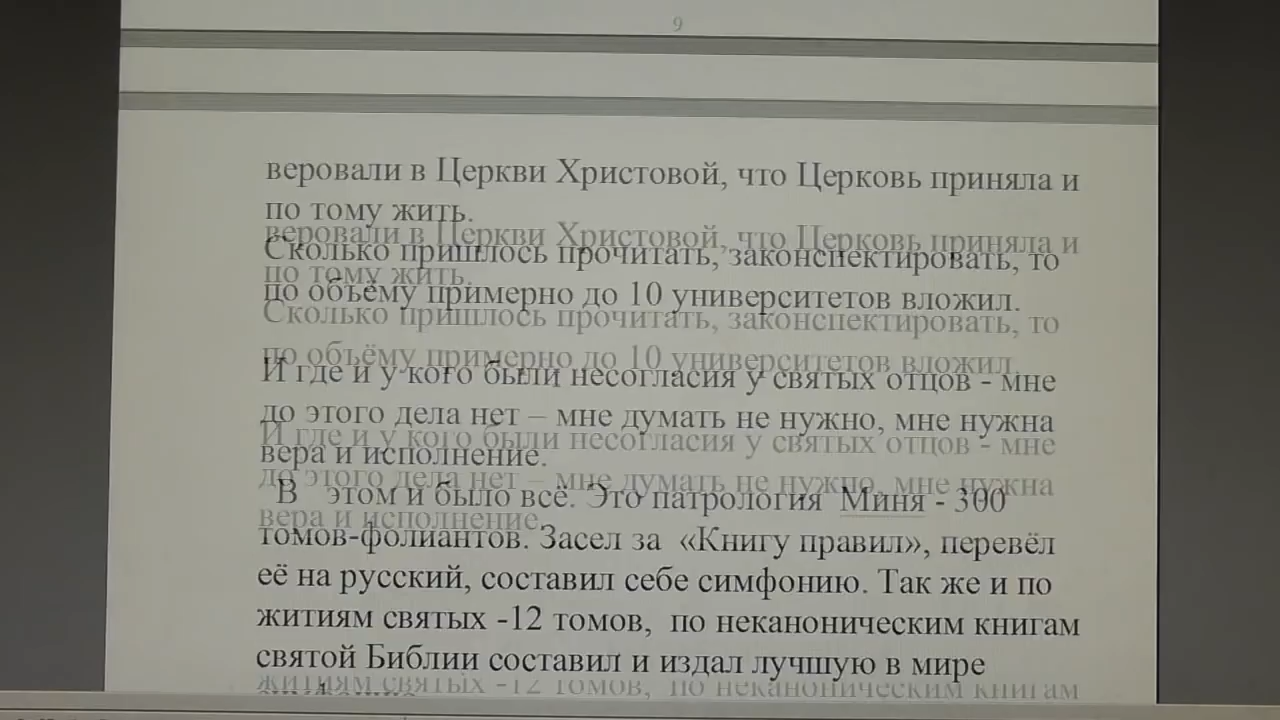 9
веровали в Церкви Христовой, что Церковь приняла и
по тому жить.
Сколько пришлось прочитать, законспектировать, то
по объёму примерно до 10 университетов вложил.
И где и у кого были несогласия у святых отцов - мне
до этого дела нет – мне думать не нужно, мне нужна
вера и исполнение.
В этом и было всё. Это патрология Миня - 300
томов-фолиантов. Засел за «Книгу правил», перевёл
её на русский, составил себе симфонию. Так же и по
житиям святых -12 томов, по неканоническим книгам
святой Библии составил и издал лучшую в мире